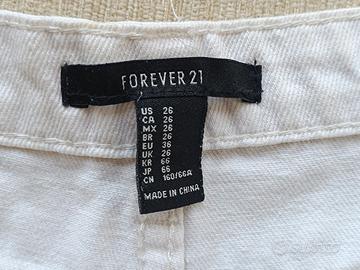 FOREVER 21
US 26
CA 26
MX 26
BR 26
EU 36
UK 26
KR 66
JP 66
CN 160/66A
MADE IN CHINA